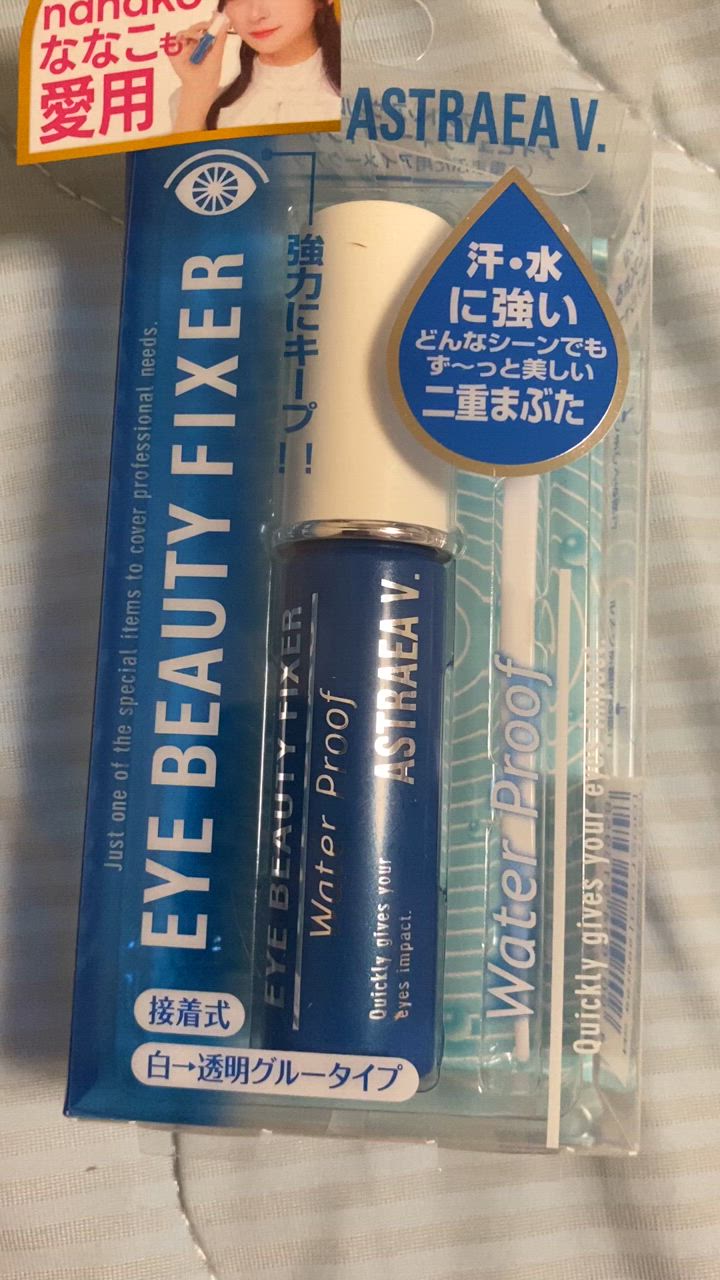 nanako
ななこも
愛用
ASTRAEA V.
強力にキープ!!
汗・水
に強い
どんなシーンでも
ず〜っと美しい
二重まぶた
Just one of the special items to cover professional needs.
EYE BEAUTY FIXER
EYE BEAUTY FIXER
Water Proof
ASTRAEA V.
Quickly gives your
eyes impact.
Water Proof
Quickly gives your eyes impact.
接着式
白→透明グルータイプ